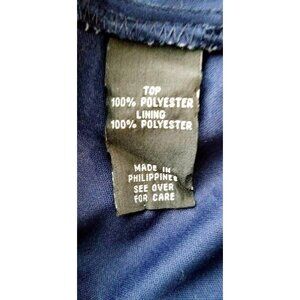 TOP
100% POLYESTER
LINING
100% POLYESTER
MADE IN
PHILIPPINES
SEE OVER
FOR CARE